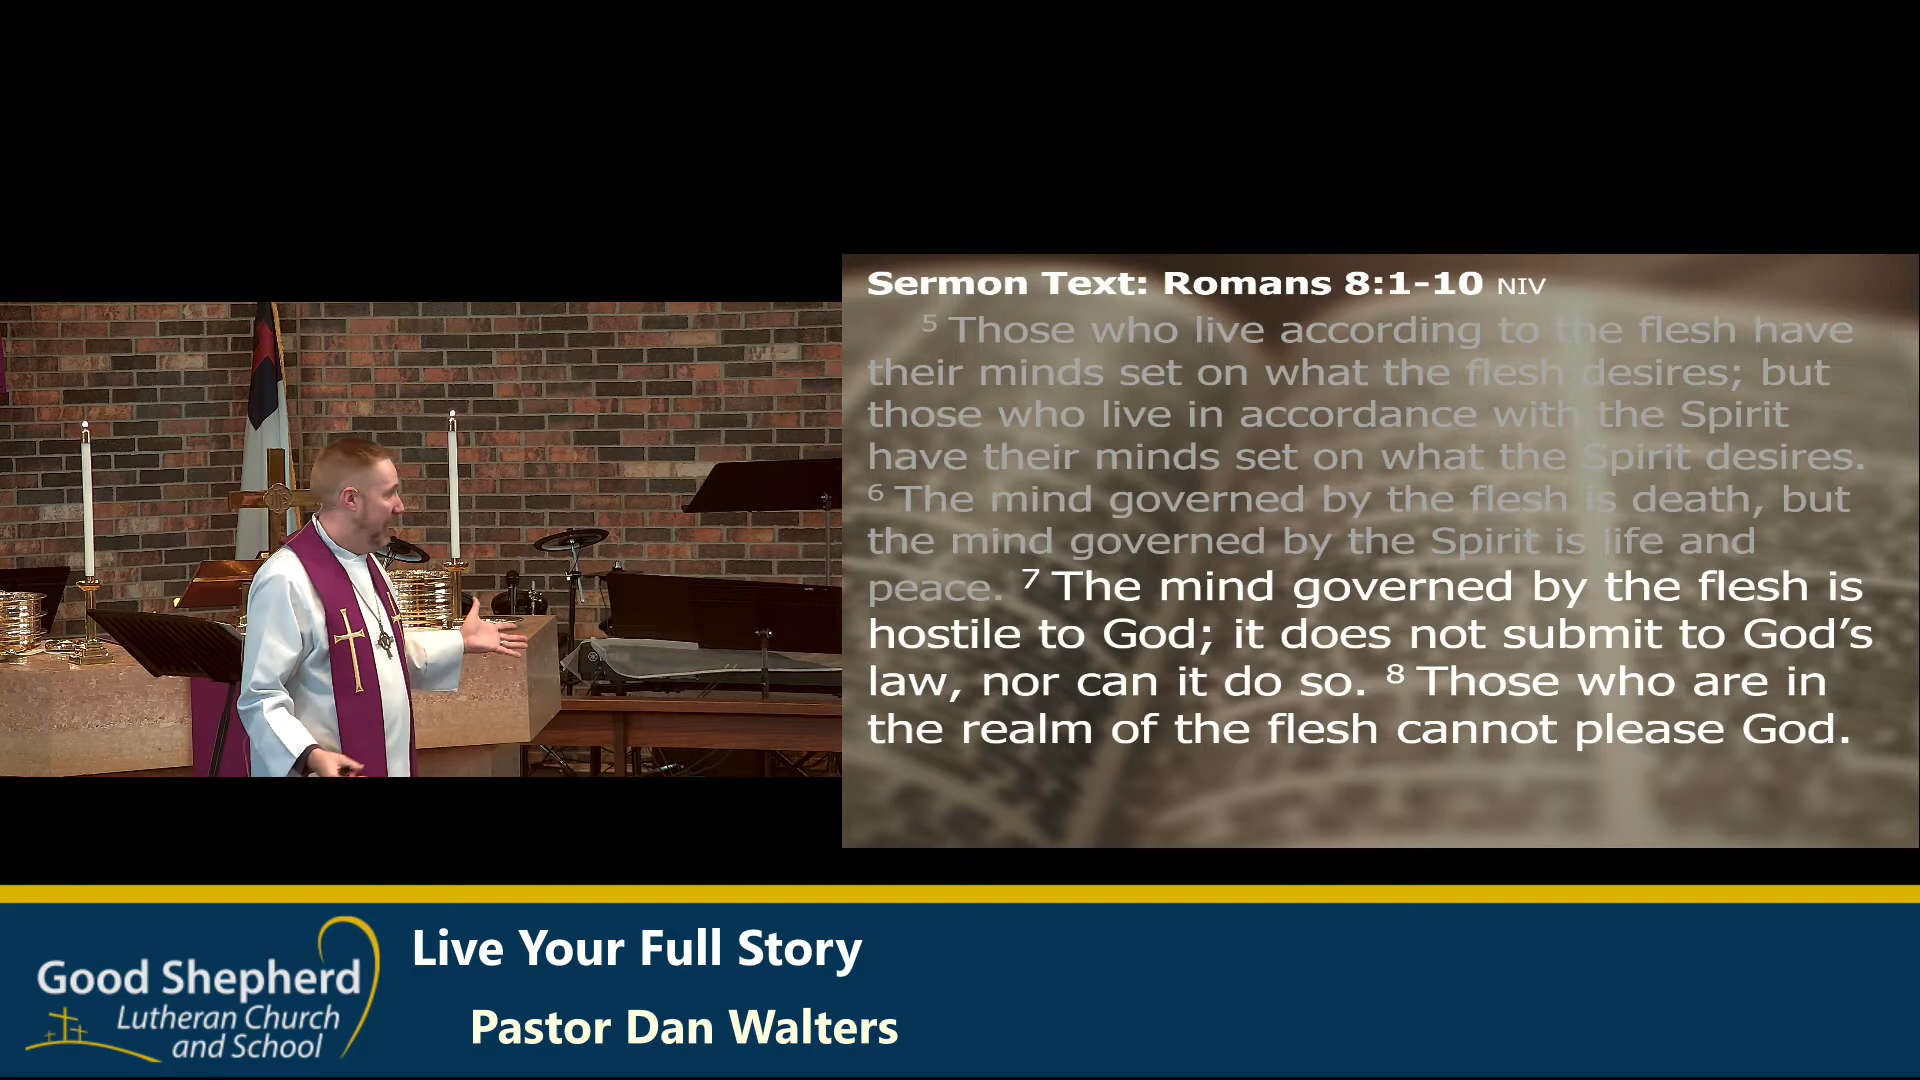 Sermon Text: Romans 8:1-10 NIV
5 Those who live according to the flesh have
their minds set on what the flesh desires; but
those who live in accordance with the Spirit
have their minds set on what the Spirit desires.
6 The mind governed by the flesh is death, but
the mind governed by the Spirit is life and
peace. 7 The mind governed by the flesh is
hostile to God; it does not submit to God’s
law, nor can it do so. 8 Those who are in
the realm of the flesh cannot please God.
Good Shepherd
Lutheran Church
and School
Live Your Full Story
Pastor Dan Walters